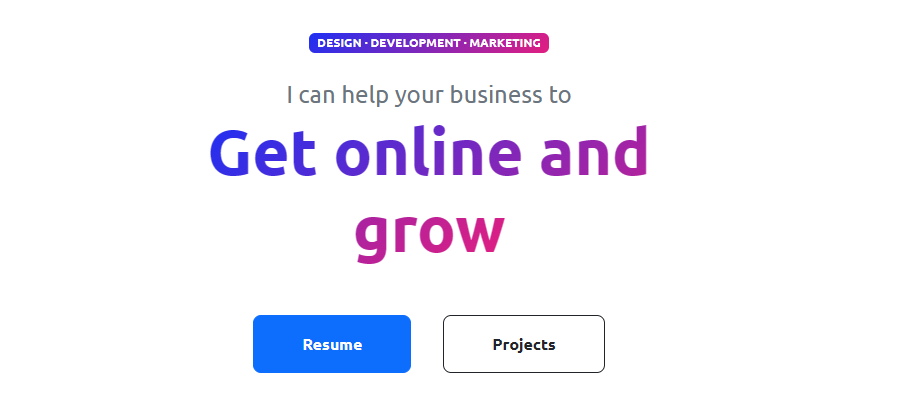 DESIGN · DEVELOPMENT · MARKETING
I can help your business to
Get online and
grow
Resume
Projects